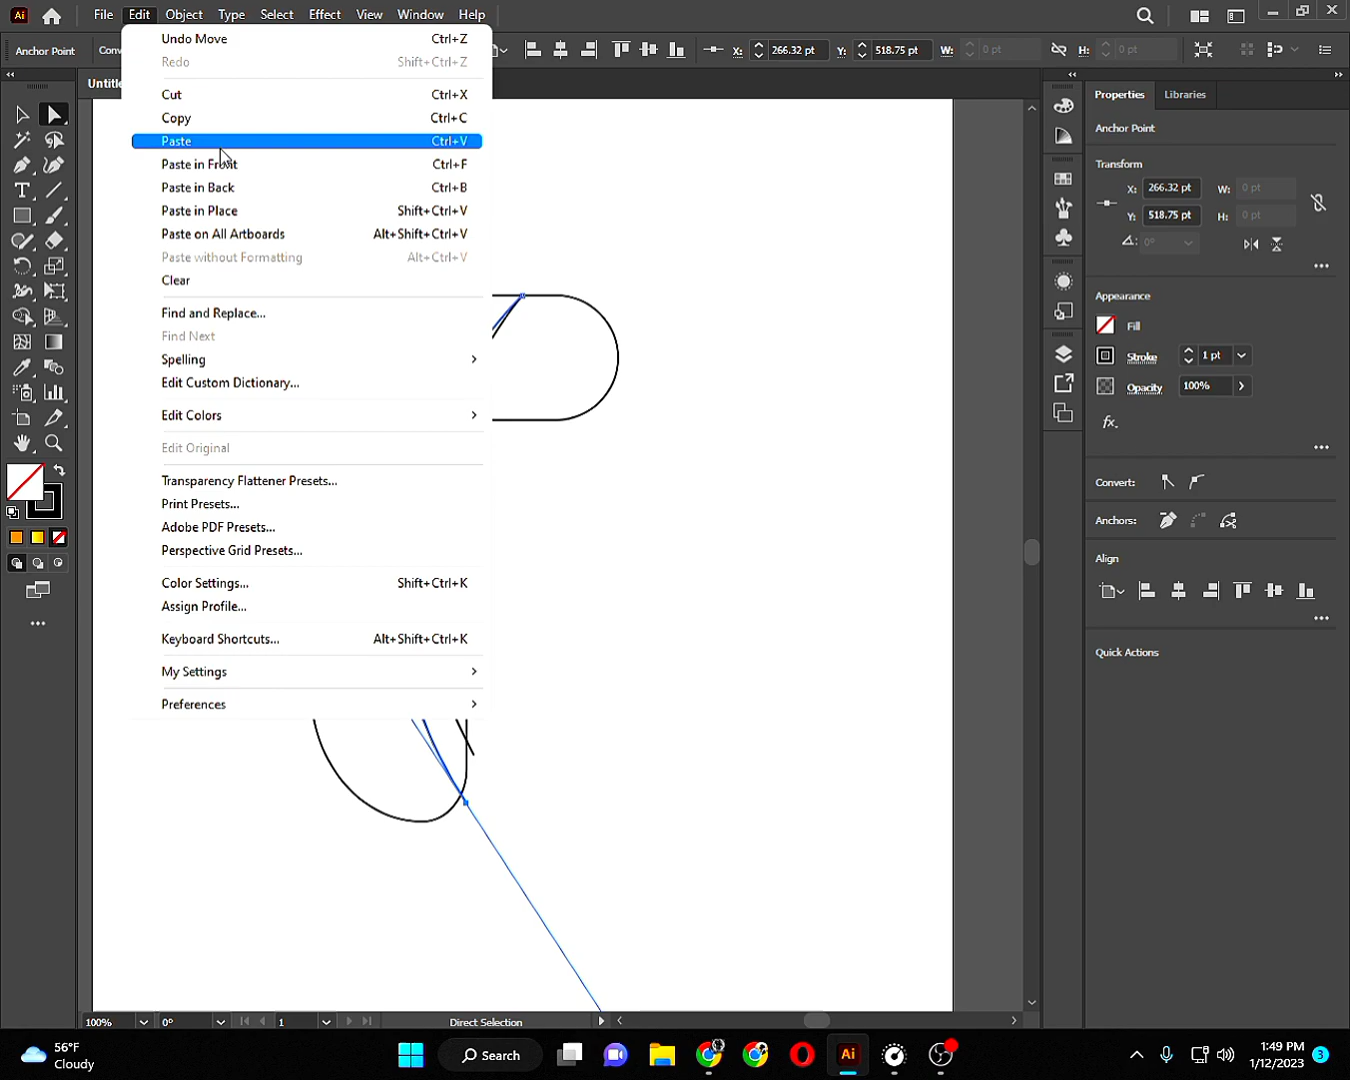 Ai File Edit Object Type Select Effect View Window Help
Anchor Point X: 266.32 pt Y: 518.75 pt W: 0 pt H: 0 pt
Undo Move Ctrl+Z
Redo Shift+Ctrl+Z
Cut Ctrl+X
Copy Ctrl+C
Paste Ctrl+V
Paste in Front Ctrl+F
Paste in Back Ctrl+B
Paste in Place Shift+Ctrl+V
Paste on All Artboards Alt+Shift+Ctrl+V
Paste without Formatting Alt+Ctrl+V
Clear
Find and Replace...
Find Next
Spelling
Edit Custom Dictionary...
Edit Colors
Edit Original
Transparency Flattener Presets...
Print Presets...
Adobe PDF Presets...
Perspective Grid Presets...
Color Settings... Shift+Ctrl+K
Assign Profile...
Keyboard Shortcuts... Alt+Shift+Ctrl+K
My Settings
Preferences
Properties Libraries
Anchor Point
Transform
X: 266.32 pt W: 0 pt
Y: 518.75 pt H: 0 pt
0°
Appearance
Fill
Stroke 1 pt
Opacity 100%
fx.
Convert:
Anchors:
Align
Quick Actions
100% 0° 1 Direct Selection
56°F
Cloudy
Search
Ai
1:49 PM
1/12/2023
3